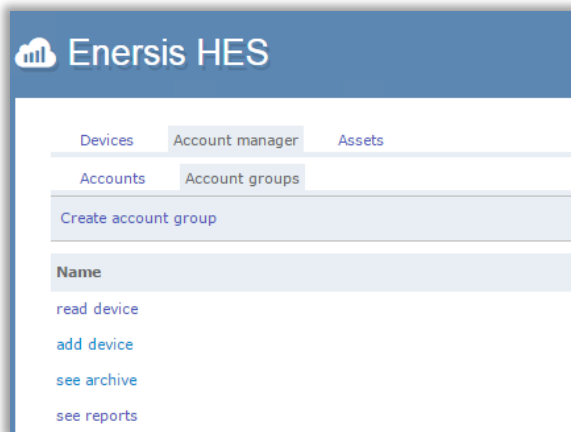 Enersis HES
Devices Account manager Assets
Accounts Account groups
Create account group
Name
read device
add device
see archive
see reports